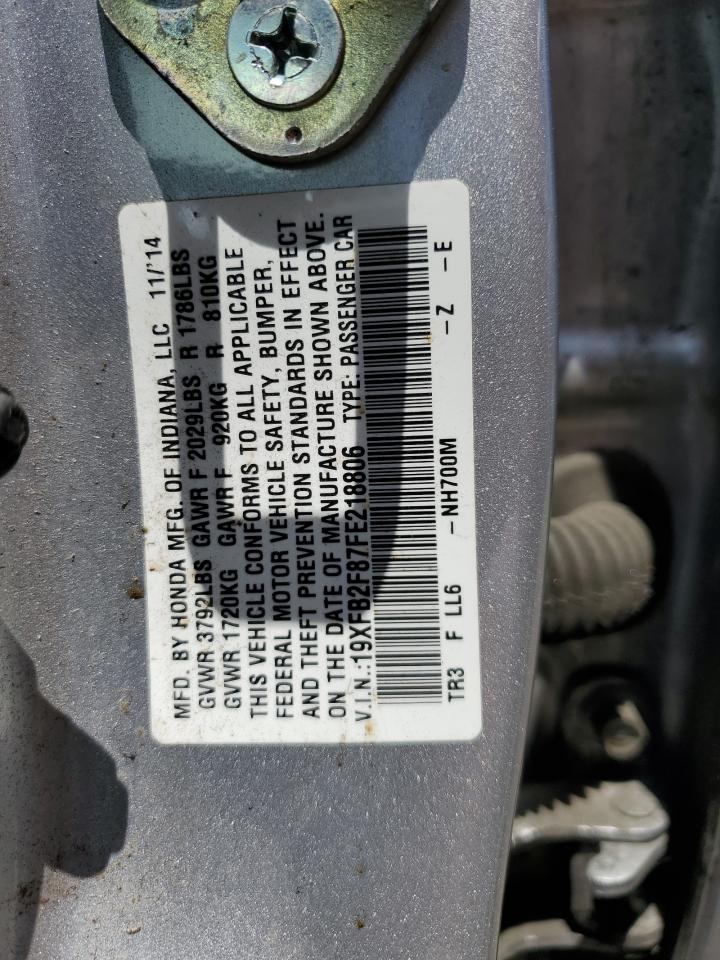 MFD. BY HONDA MFG. OF INDIANA, LLC 11/'14
GVWR 3792LBS GAWR F 2029LBS R 1786LBS
GVWR 1720KG GAWR F 920KG R 810KG
THIS VEHICLE CONFORMS TO ALL APPLICABLE
FEDERAL MOTOR VEHICLE SAFETY, BUMPER,
AND THEFT PREVENTION STANDARDS IN EFFECT
ON THE DATE OF MANUFACTURE SHOWN ABOVE.
V.I.N.:19XFB2F87FE218806 TYPE: PASSENGER CAR
TR3 F LL6 -NH700M -Z -E